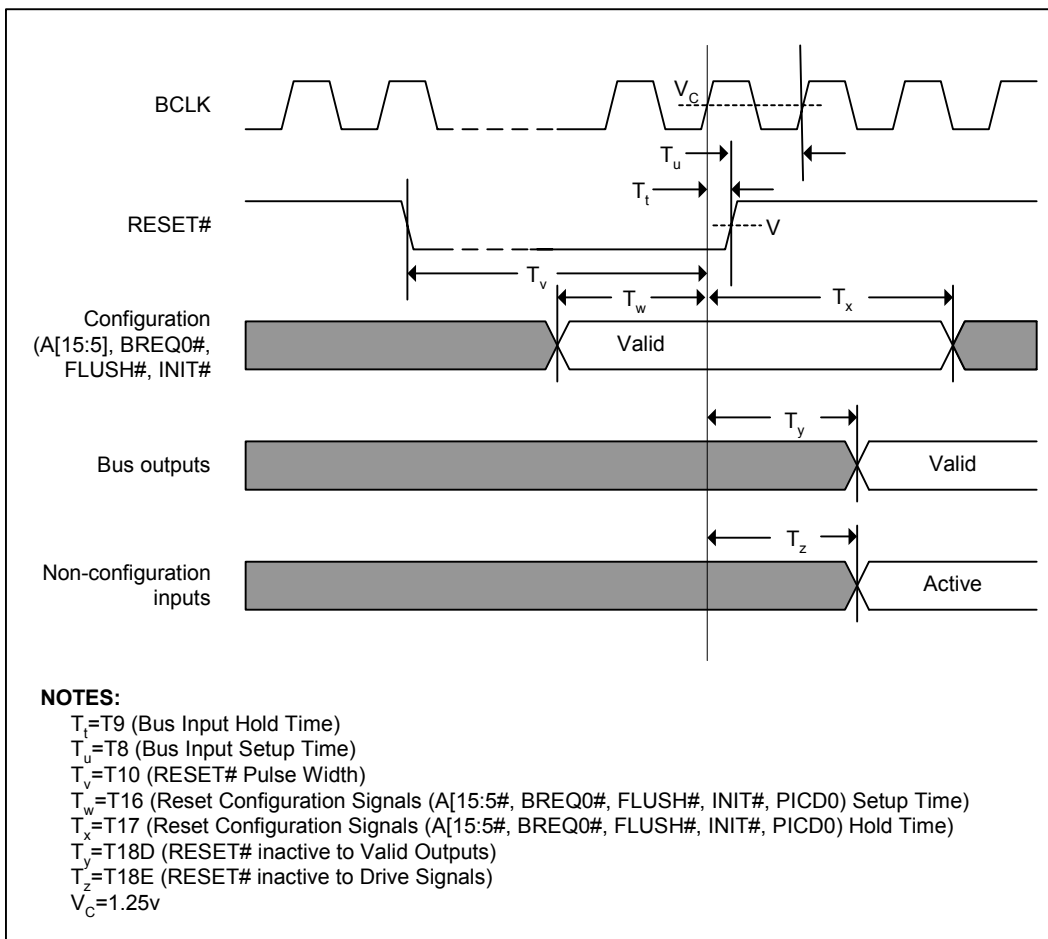 BCLK
V_C
T_u
T_t
RESET#
V
T_v
T_w
T_x
Configuration
(A[15:5], BREQ0#,
FLUSH#, INIT#
Valid
T_y
Bus outputs
Valid
T_z
Non-configuration
inputs
Active
NOTES:
T_t=T9 (Bus Input Hold Time)
T_u=T8 (Bus Input Setup Time)
T_v=T10 (RESET# Pulse Width)
T_w=T16 (Reset Configuration Signals (A[15:5#, BREQ0#, FLUSH#, INIT#, PICD0) Setup Time)
T_x=T17 (Reset Configuration Signals (A[15:5#, BREQ0#, FLUSH#, INIT#, PICD0) Hold Time)
T_y=T18D (RESET# inactive to Valid Outputs)
T_z=T18E (RESET# inactive to Drive Signals)
V_C=1.25v